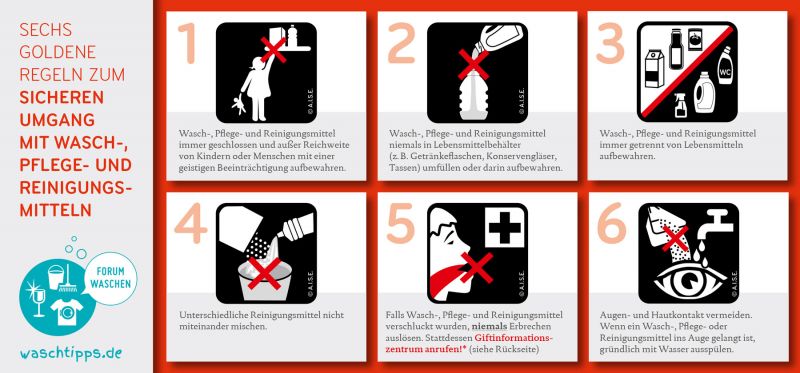 SECHS
GOLDENE
REGELN ZUM
SICHEREN
UMGANG
MIT WASCH-,
PFLEGE- UND
REINIGUNGS-
MITTELN
FORUM
WASCHEN
waschtipps.de
1
© A.I.S.E.
Wasch-, Pflege- und Reinigungsmittel
immer geschlossen und außer Reichweite
von Kindern oder Menschen mit einer
geistigen Beeinträchtigung aufbewahren.
2
© A.I.S.E.
Wasch-, Pflege- und Reinigungsmittel
niemals in Lebensmittelbehälter
(z. B. Getränkeflaschen, Konservengläser,
Tassen) umfüllen oder darin aufbewahren.
3
WC
© A.I.S.E.
Wasch-, Pflege- und Reinigungsmittel
immer getrennt von Lebensmitteln
aufbewahren.
4
© A.I.S.E.
Unterschiedliche Reinigungsmittel nicht
miteinander mischen.
5
© A.I.S.E.
Falls Wasch-, Pflege- und Reinigungsmittel
verschluckt wurden, niemals Erbrechen
auslösen. Stattdessen Giftinformations-
zentrum anrufen!* (siehe Rückseite)
6
© A.I.S.E.
Augen- und Hautkontakt vermeiden.
Wenn ein Wasch-, Pflege- oder
Reinigungsmittel ins Auge gelangt ist,
gründlich mit Wasser ausspülen.